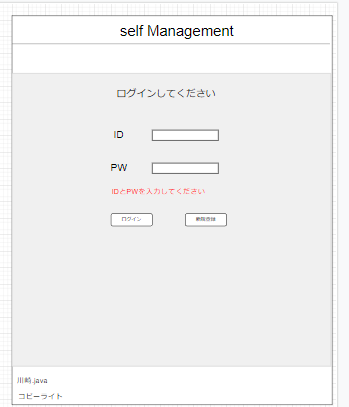 self Management
ログインしてください
ID
PW
IDとPWを入力してください
ログイン
新規登録
川崎.java
コピーライト